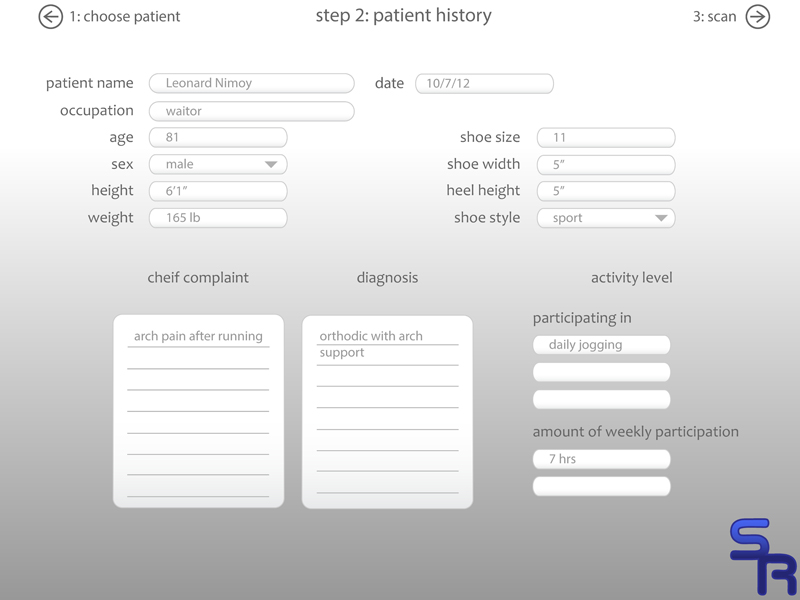 1: choose patient
step 2: patient history
3: scan
patient name Leonard Nimoy
date 10/7/12
occupation waitor
age 81
shoe size 11
sex male
shoe width 5”
height 6’1”
heel height 5”
weight 165 lb
shoe style sport
cheif complaint
diagnosis
activity level
arch pain after running
orthodic with arch
support
participating in
daily jogging
amount of weekly participation
7 hrs
SR